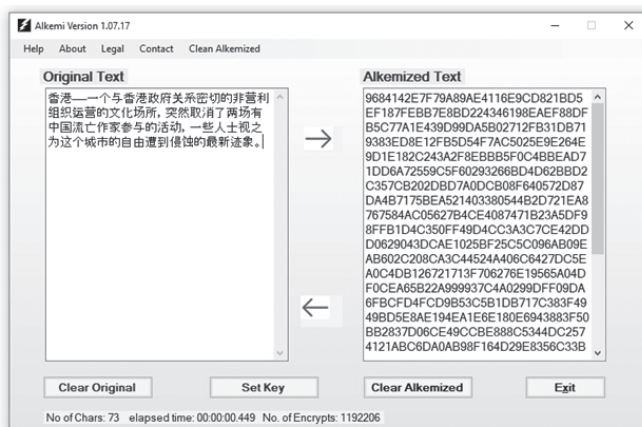 Alkemi Version 1.07.17
Help About Legal Contact Clean Alkemized
Original Text
香港——一个与香港政府关系密切的非营利
组织运营的文化场所，突然取消了两场有
中国流亡作家参与的活动，一些人士视之
为这个城市的自由遭到侵蚀的最新迹象。
Alkemized Text
9684142E7F79A89AE4116E9CD821BD5
EF187FEBB7E8BD224346198EAEF88DF
B5C77A1E439D99DA5B02712FB31DB71
9383ED8E12FB5D54F7AC5025E9E264E
9D1E182C243A2F8EBBB5F0C4BBEAD7
1DD6A72559C5F60293266BD4D62BBD2
C357CB202DBD7A0DCB08F640572D87
DA4B7175BEA521403380544B2D721EA8
767584AC05627B4CE4087471B23A5DF9
8FFB1D4C350FF49D4CC3A3C7CE42DD
D0629043DCAE1025BF25C5C096AB09E
AB602C208CA3C44524A406C6427DC5E
A0C4DB126721713F706276E19565A04D
F0CEA65B22A999937C4A0299DFF09DA
6FBCFD4FCD9B53C5B1DB717C383F49
49BD5E8AE194EA1E6E180E6943883F50
BB2837D06CE49CCBE888C5344DC257
4121ABC6DA0AB98F164D29E8356C33B
Clear Original Set Key Clear Alkemized Exit
No of Chars: 73 elapsed time: 00:00:00.449 No. of Encrypts: 1192206